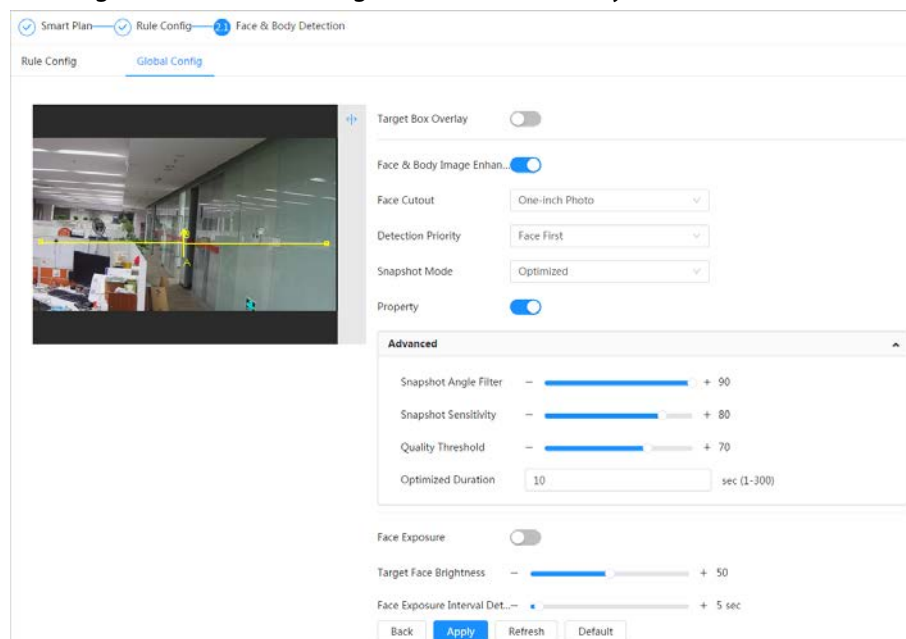 Smart Plan Rule Config 2.1 Face & Body Detection
Rule Config Global Config
Target Box Overlay
Face & Body Image Enhan...
Face Cutout One-inch Photo
Detection Priority Face First
Snapshot Mode Optimized
Property
Advanced
Snapshot Angle Filter - + 90
Snapshot Sensitivity - + 80
Quality Threshold - + 70
Optimized Duration 10 sec (1-300)
Face Exposure
Target Face Brightness - + 50
Face Exposure Interval Det... - + 5 sec
Back Apply Refresh Default